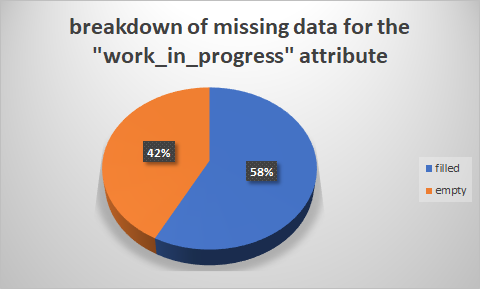 breakdown of missing data for the
"work_in_progress" attribute
42%
58%
filled
empty